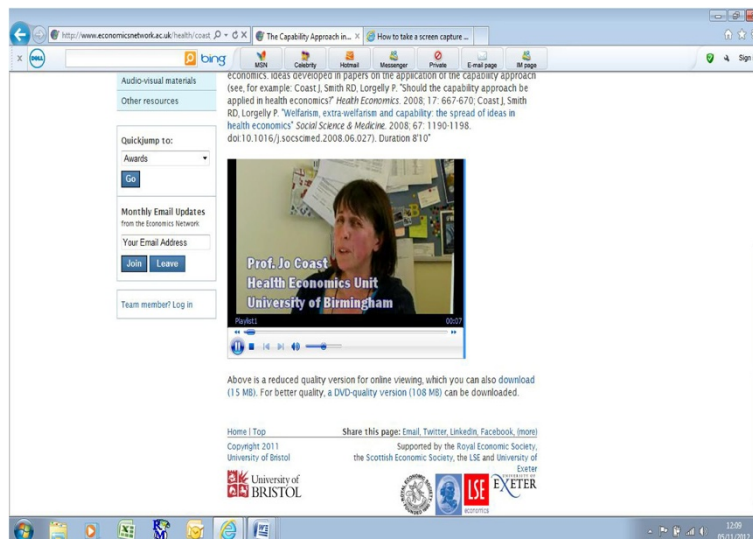 http://www.economicsnetwork.ac.uk/health/coast
The Capability Approach in...
How to take a screen capture ...
bing
MSN
Celebrity
Hotmail
Messenger
Private
E-mail page
IM page
Sign
Audio-visual materials
Other resources
Quickjump to:
Awards
Go
Monthly Email Updates
from the Economics Network
Your Email Address
Join Leave
Team member? Log in
economics. Ideas developed in papers on the application of the capability approach
(see, for example: Coast J, Smith RD, Lorgelly P. "Should the capability approach be
applied in health economics?" Health Economics. 2008; 17: 667-670; Coast J, Smith
RD, Lorgelly P. "Welfarism, extra-welfarism and capability: the spread of ideas in
health economics" Social Science & Medicine. 2008; 67: 1190-1198.
doi:10.1016/j.socscimed.2008.06.027). Duration 8'10"
Prof. Jo Coast
Health Economics Unit
University of Birmingham
Playlist1 00:07
Above is a reduced quality version for online viewing, which you can also download
(15 MB). For better quality, a DVD-quality version (108 MB) can be downloaded.
Home | Top
Share this page: Email, Twitter, LinkedIn, Facebook, (more)
Copyright 2011
University of Bristol
Supported by the Royal Economic Society,
the Scottish Economic Society, the LSE and University of
Exeter
University of
BRISTOL
LSE
economics
UNIVERSITY OF
EXETER
12:09
05/11/2012